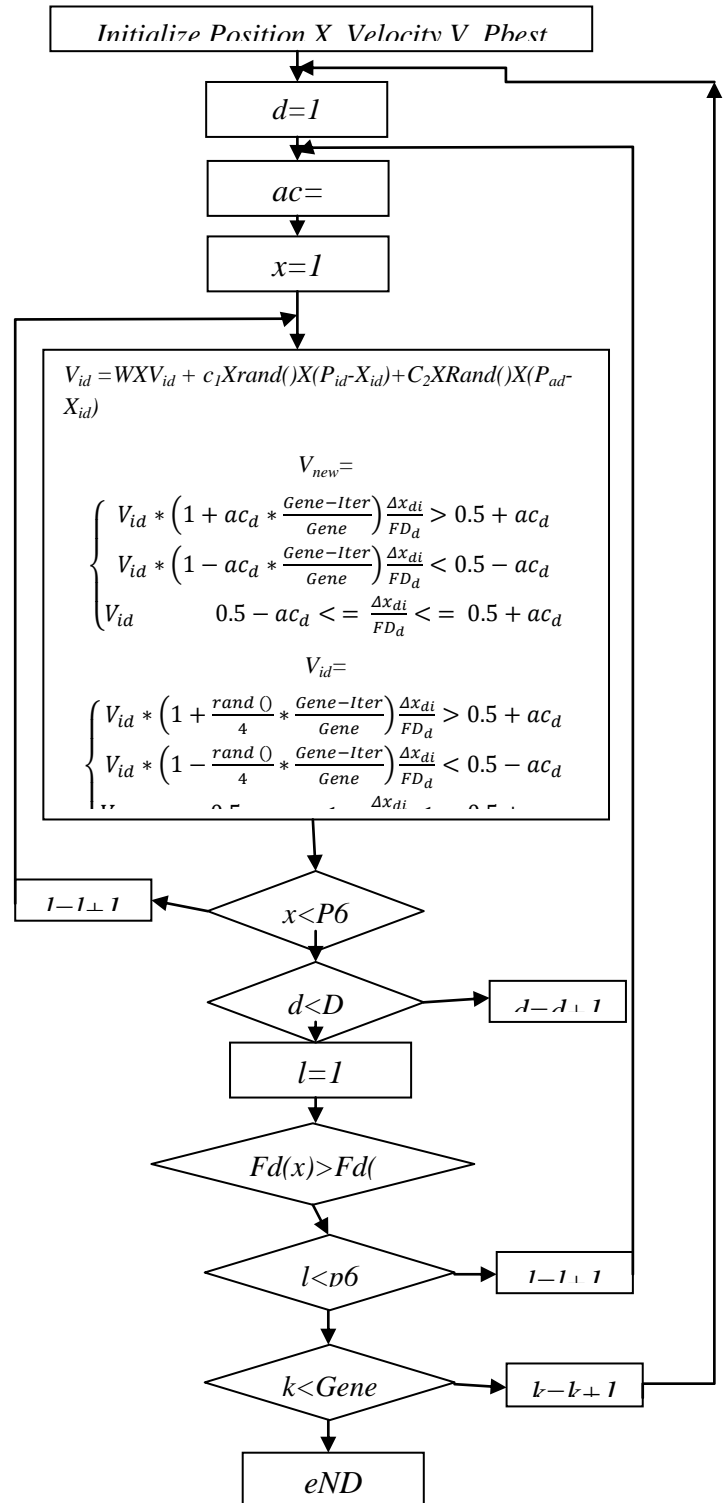 Initialize Position X Velocity V Pbest
d=1
ac=
x=1
V_id =WXV_id + c_1Xrand()X(P_id-X_id)+C_2XRand()X(P_ad-
X_id)
V_new=
V_id * (1 + ac_d * (Gene−Iter)/Gene) Δx_di/FD_d > 0.5 + ac_d
V_id * (1 − ac_d * (Gene−Iter)/Gene) Δx_di/FD_d < 0.5 − ac_d
V_id 0.5 − ac_d < = Δx_di/FD_d < = 0.5 + ac_d
V_id=
V_id * (1 + rand ()/4 * (Gene−Iter)/Gene) Δx_di/FD_d > 0.5 + ac_d
V_id * (1 − rand ()/4 * (Gene−Iter)/Gene) Δx_di/FD_d < 0.5 − ac_d
x<P6
d<D
d=d+1
l=1
Fd(x)>Fd(
l<p6
k<Gene
k=k+1
eND